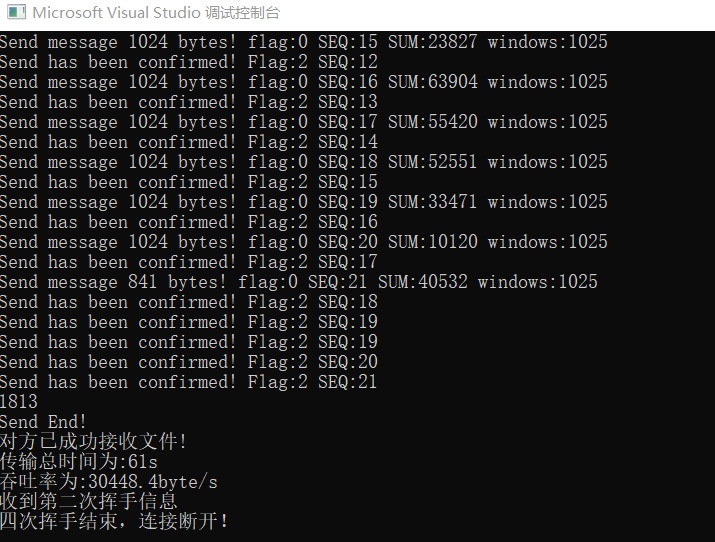 Microsoft Visual Studio 调试控制台
Send message 1024 bytes! flag:0 SEQ:15 SUM:23827 windows:1025
Send has been confirmed! Flag:2 SEQ:12
Send message 1024 bytes! flag:0 SEQ:16 SUM:63904 windows:1025
Send has been confirmed! Flag:2 SEQ:13
Send message 1024 bytes! flag:0 SEQ:17 SUM:55420 windows:1025
Send has been confirmed! Flag:2 SEQ:14
Send message 1024 bytes! flag:0 SEQ:18 SUM:52551 windows:1025
Send has been confirmed! Flag:2 SEQ:15
Send message 1024 bytes! flag:0 SEQ:19 SUM:33471 windows:1025
Send has been confirmed! Flag:2 SEQ:16
Send message 1024 bytes! flag:0 SEQ:20 SUM:10120 windows:1025
Send has been confirmed! Flag:2 SEQ:17
Send message 841 bytes! flag:0 SEQ:21 SUM:40532 windows:1025
Send has been confirmed! Flag:2 SEQ:18
Send has been confirmed! Flag:2 SEQ:19
Send has been confirmed! Flag:2 SEQ:19
Send has been confirmed! Flag:2 SEQ:20
Send has been confirmed! Flag:2 SEQ:21
1813
Send End!
对方已成功接收文件!
传输总时间为:61s
吞吐率为:30448.4byte/s
收到第二次挥手信息
四次挥手结束，连接断开！